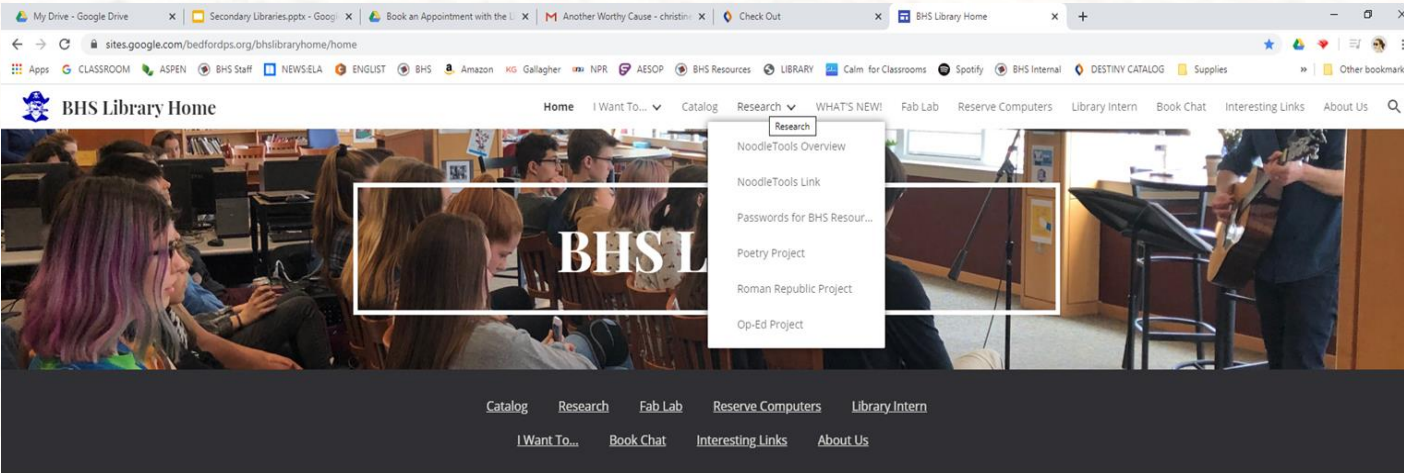 My Drive - Google Drive Secondary Libraries.pptx - Googl Book an Appointment with the Li Another Worthy Cause - christin Check Out BHS Library Home
sites.google.com/bedfordps.org/bhslibraryhome/home
Apps CLASSROOM ASPEN BHS Staff NEWS:ELA ENGLIST BHS Amazon KG Gallagher NPR AESOP BHS Resources LIBRARY Calm for Classrooms Spotify BHS Internal DESTINY CATALOG Supplies » Other bookmark
BHS Library Home Home I Want To... Catalog Research WHAT'S NEW! Fab Lab Reserve Computers Library Intern Book Chat Interesting Links About Us
Research
NoodleTools Overview
NoodleTools Link
Passwords for BHS Resour...
Poetry Project
Roman Republic Project
Op-Ed Project
BHS L
Catalog Research Fab Lab Reserve Computers Library Intern
I Want To... Book Chat Interesting Links About Us